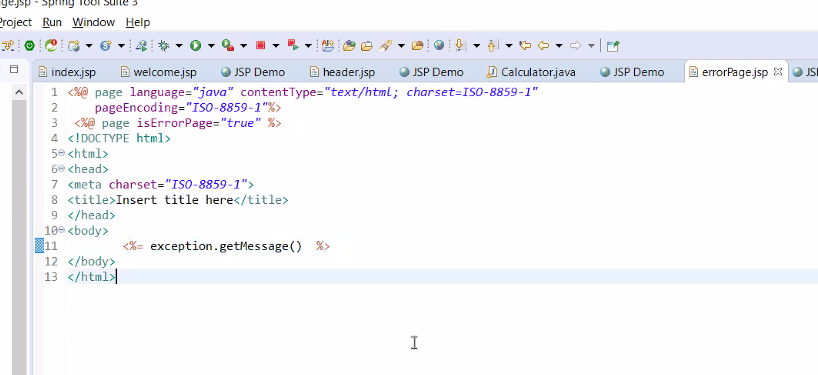 age.jsp - Spring Tool Suite 3
Project Run Window Help
index.jsp welcome.jsp JSP Demo header.jsp JSP Demo Calculator.java JSP Demo errorPage.jsp JS
1 <%@ page language="java" contentType="text/html; charset=ISO-8859-1"
2 pageEncoding="ISO-8859-1"%>
3 <%@ page isErrorPage="true" %>
4 <!DOCTYPE html>
5 <html>
6 <head>
7 <meta charset="ISO-8859-1">
8 <title>Insert title here</title>
9 </head>
10 <body>
11 <%= exception.getMessage() %>
12 </body>
13 </html>